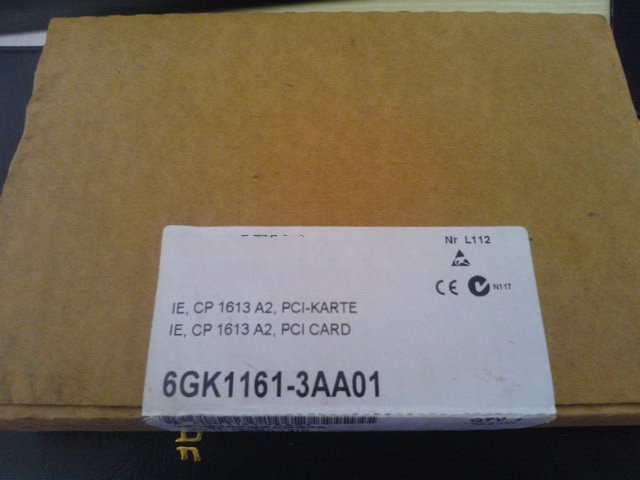 Nr L112
CE N117
IE, CP 1613 A2, PCI-KARTE
IE, CP 1613 A2, PCI CARD
6GK1161-3AA01